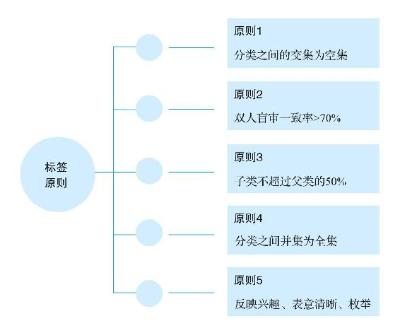 标签
原则
原则1
分类之间的交集为空集
原则2
双人盲审一致率>70%
原则3
子类不超过父类的50%
原则4
分类之间并集为全集
原则5
反映兴趣、表意清晰、枚举